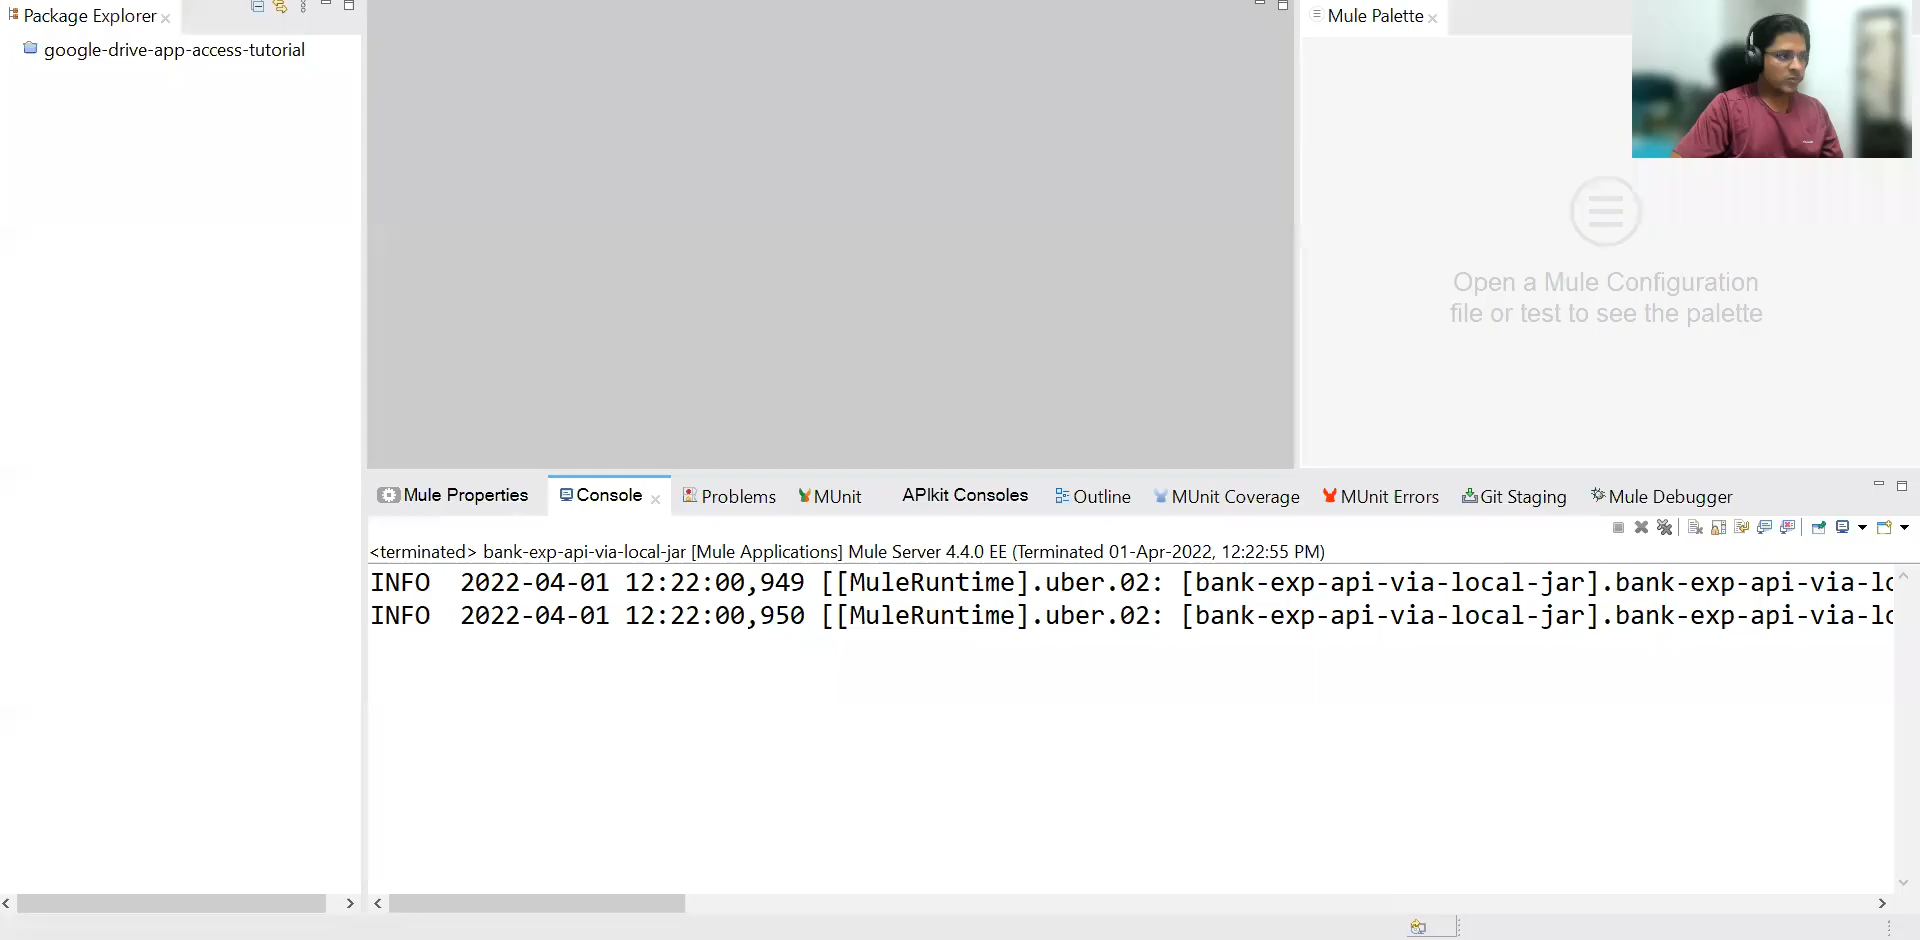 Package Explorer
google-drive-app-access-tutorial
Mule Palette
Open a Mule Configuration
file or test to see the palette
Mule Properties
Console
Problems
MUnit
APIkit Consoles
Outline
MUnit Coverage
MUnit Errors
Git Staging
Mule Debugger
<terminated> bank-exp-api-via-local-jar [Mule Applications] Mule Server 4.4.0 EE (Terminated 01-Apr-2022, 12:22:55 PM)
INFO  2022-04-01 12:22:00,949 [[MuleRuntime].uber.02: [bank-exp-api-via-local-jar].bank-exp-api-via-lo
INFO  2022-04-01 12:22:00,950 [[MuleRuntime].uber.02: [bank-exp-api-via-local-jar].bank-exp-api-via-lo